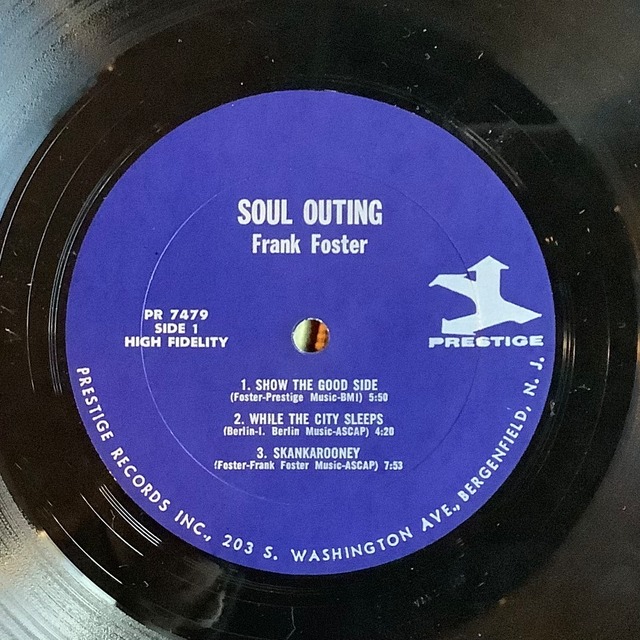 SOUL OUTING
Frank Foster
PR 7479
SIDE 1
HIGH FIDELITY
PRESTIGE
1. SHOW THE GOOD SIDE
(Foster-Prestige Music-BMI) 5:50
2. WHILE THE CITY SLEEPS
(Berlin-I. Berlin Music-ASCAP) 4:20
3. SKANKAROONEY
(Foster-Frank Foster Music-ASCAP) 7:53
PRESTIGE RECORDS INC., 203 S. WASHINGTON AVE., BERGENFIELD, N. J.